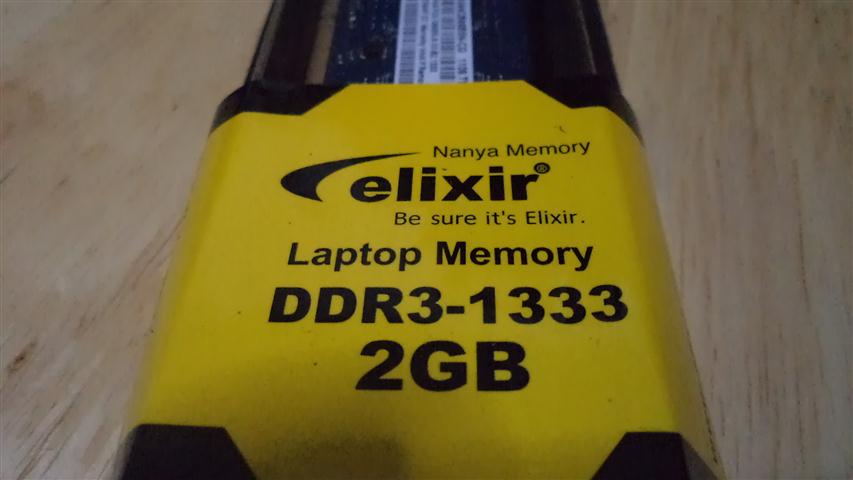 Nanya Memory
elixir®
Be sure it's Elixir.
Laptop Memory
DDR3-1333
2GB